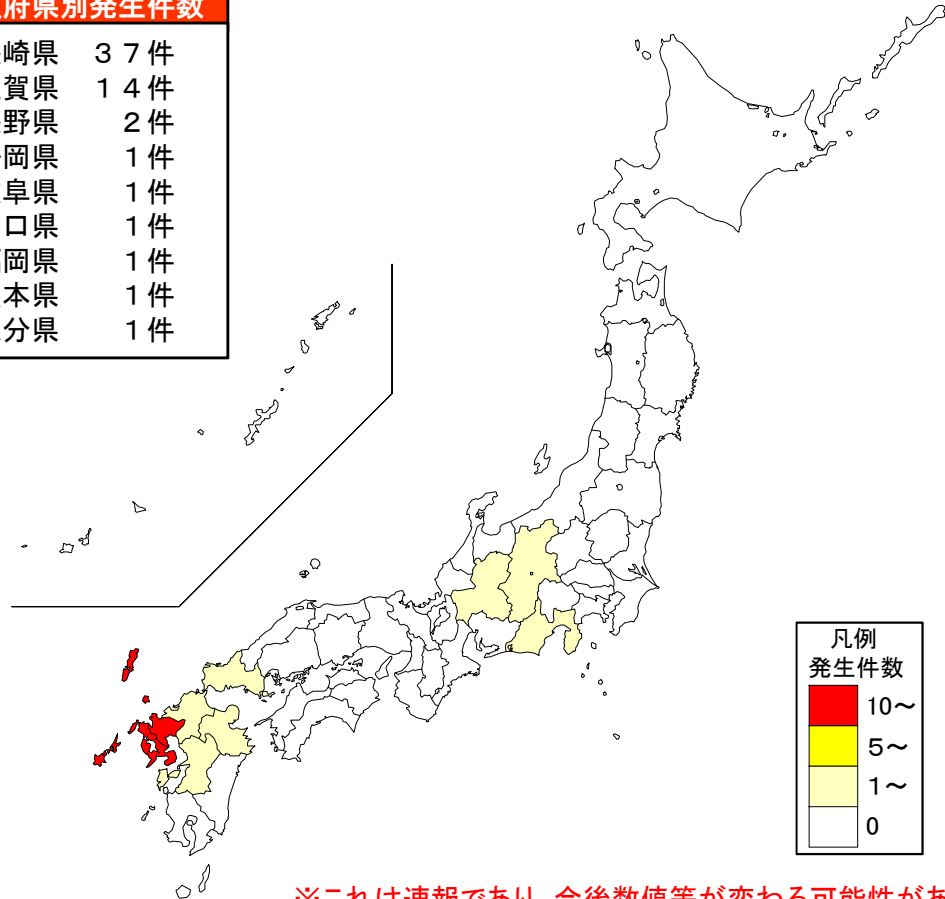 府県別発生件数
崎県 37件
賀県 14件
野県 2件
岡県 1件
阜県 1件
口県 1件
岡県 1件
本県 1件
分県 1件
凡例
発生件数
10～
5～
1～
0
※これは速報であり、今後数値等が変わる可能性があ